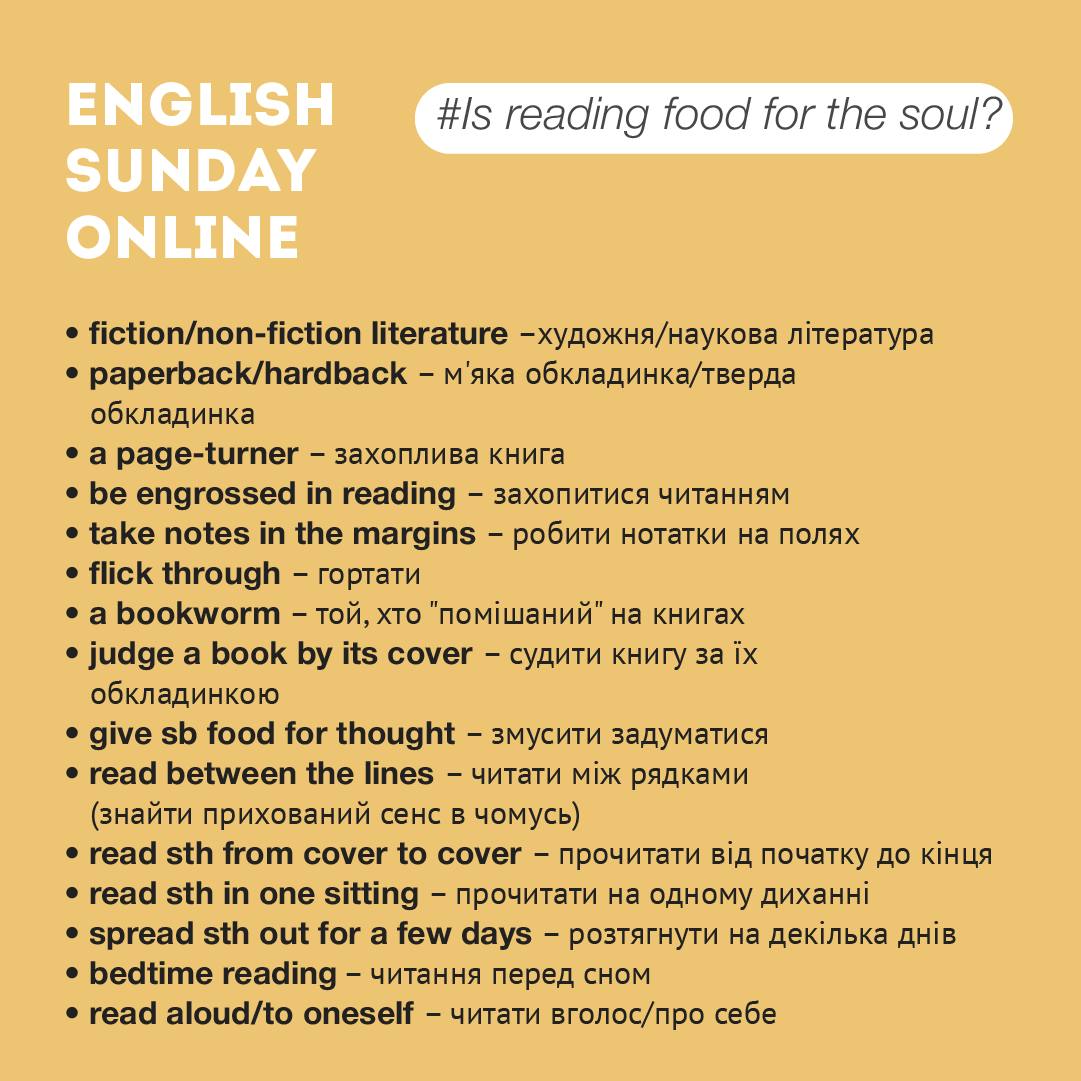 ENGLISH
SUNDAY
ONLINE
#Is reading food for the soul?
• fiction/non-fiction literature –художня/наукова література
• paperback/hardback – м'яка обкладинка/тверда
обкладинка
• a page-turner – захоплива книга
• be engrossed in reading – захопитися читанням
• take notes in the margins – робити нотатки на полях
• flick through – гортати
• a bookworm – той, хто "помішаний" на книгах
• judge a book by its cover – судити книгу за їх
обкладинкою
• give sb food for thought – змусити задуматися
• read between the lines – читати між рядками
(знайти прихований сенс в чомусь)
• read sth from cover to cover – прочитати від початку до кінця
• read sth in one sitting – прочитати на одному диханні
• spread sth out for a few days – розтягнути на декілька днів
• bedtime reading – читання перед сном
• read aloud/to oneself – читати вголос/про себе